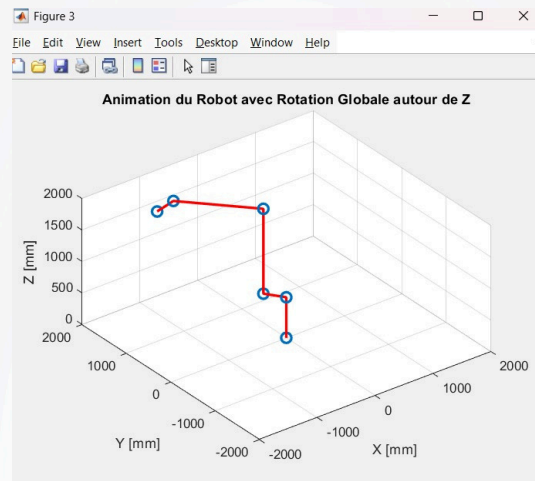 Figure 3
File Edit View Insert Tools Desktop Window Help
Animation du Robot avec Rotation Globale autour de Z
2000
1500
1000
500
0
Z [mm]
2000
1000
0
-1000
-2000
Y [mm]
-2000
-1000
0
1000
2000
X [mm]